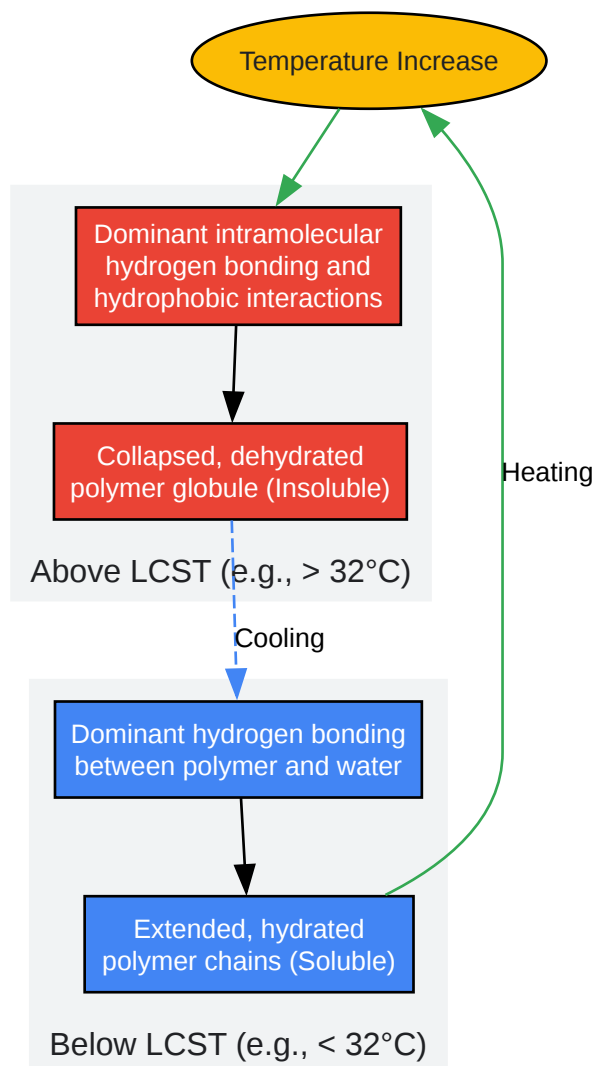 Temperature Increase
Dominant intramolecular
hydrogen bonding and
hydrophobic interactions
Collapsed, dehydrated
polymer globule (Insoluble)
Heating
Above LCST (e.g., > 32°C)
Cooling
Dominant hydrogen bonding
between polymer and water
Extended, hydrated
polymer chains (Soluble)
Below LCST (e.g., < 32°C)